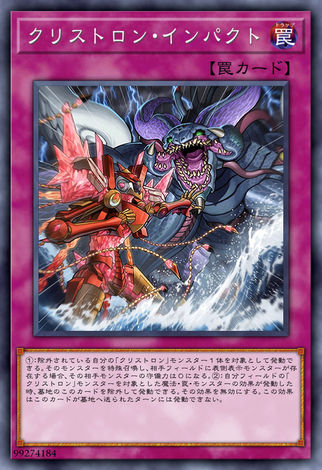 クリストロン・インパクト
トラップ
罠
【罠カード】
①:除外されている自分の「クリストロン」モンスター1体を対象として発動で
きる。そのモンスターを特殊召喚し、相手フィールドに表側表示モンスターが存
在する場合、その相手モンスターの守備力は0になる。②:自分フィールドの「
クリストロン」モンスターを対象とした魔法・罠・モンスターの効果が発動した
時、墓地のこのカードを除外して発動できる。その効果を無効にする。この効果
はこのカードが墓地へ送られたターンには発動できない。
99274184